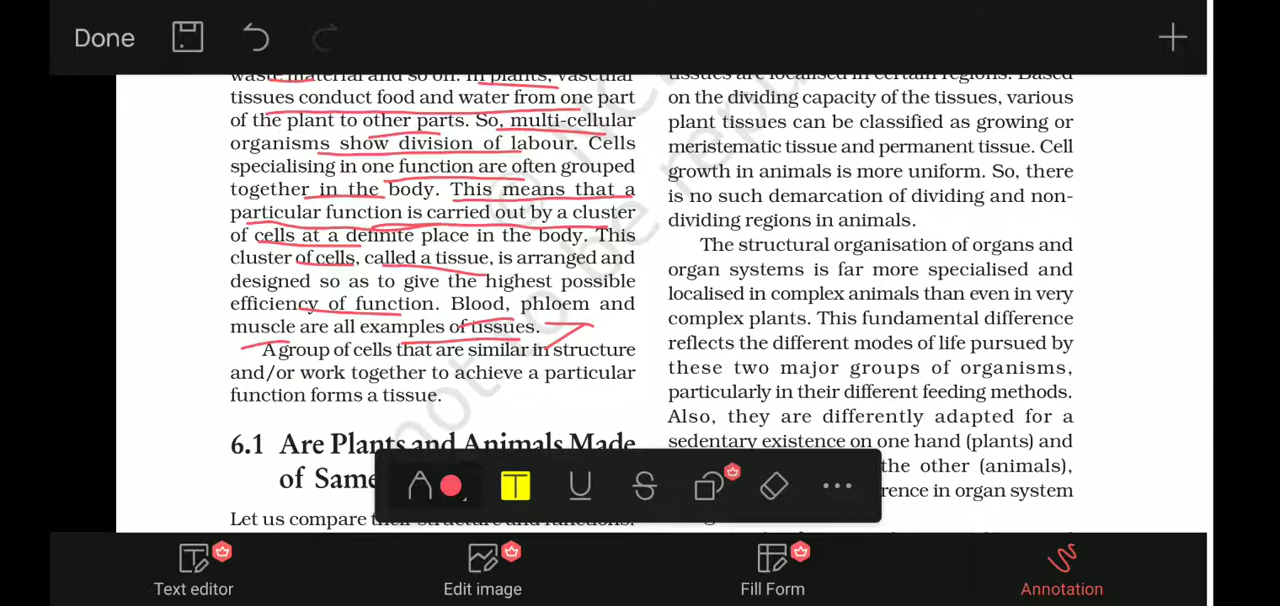 Done
waste material and so on. In plants, vascular
tissues conduct food and water from one part
of the plant to other parts. So, multi-cellular
organisms show division of labour. Cells
specialising in one function are often grouped
together in the body. This means that a
particular function is carried out by a cluster
of cells at a definite place in the body. This
cluster of cells, called a tissue, is arranged and
designed so as to give the highest possible
efficiency of function. Blood, phloem and
muscle are all examples of tissues.
A group of cells that are similar in structure
and/or work together to achieve a particular
function forms a tissue.
6.1 Are Plants and Animals Made
of Same
Let us compare their structure and functions.
tissues are localised in certain regions. Based
on the dividing capacity of the tissues, various
plant tissues can be classified as growing or
meristematic tissue and permanent tissue. Cell
growth in animals is more uniform. So, there
is no such demarcation of dividing and non-
dividing regions in animals.
The structural organisation of organs and
organ systems is far more specialised and
localised in complex animals than even in very
complex plants. This fundamental difference
reflects the different modes of life pursued by
these two major groups of organisms,
particularly in their different feeding methods.
Also, they are differently adapted for a
sedentary existence on one hand (plants) and
the other (animals),
rence in organ system
not to be repu
T
U
S
Text editor
Edit image
Fill Form
Annotation